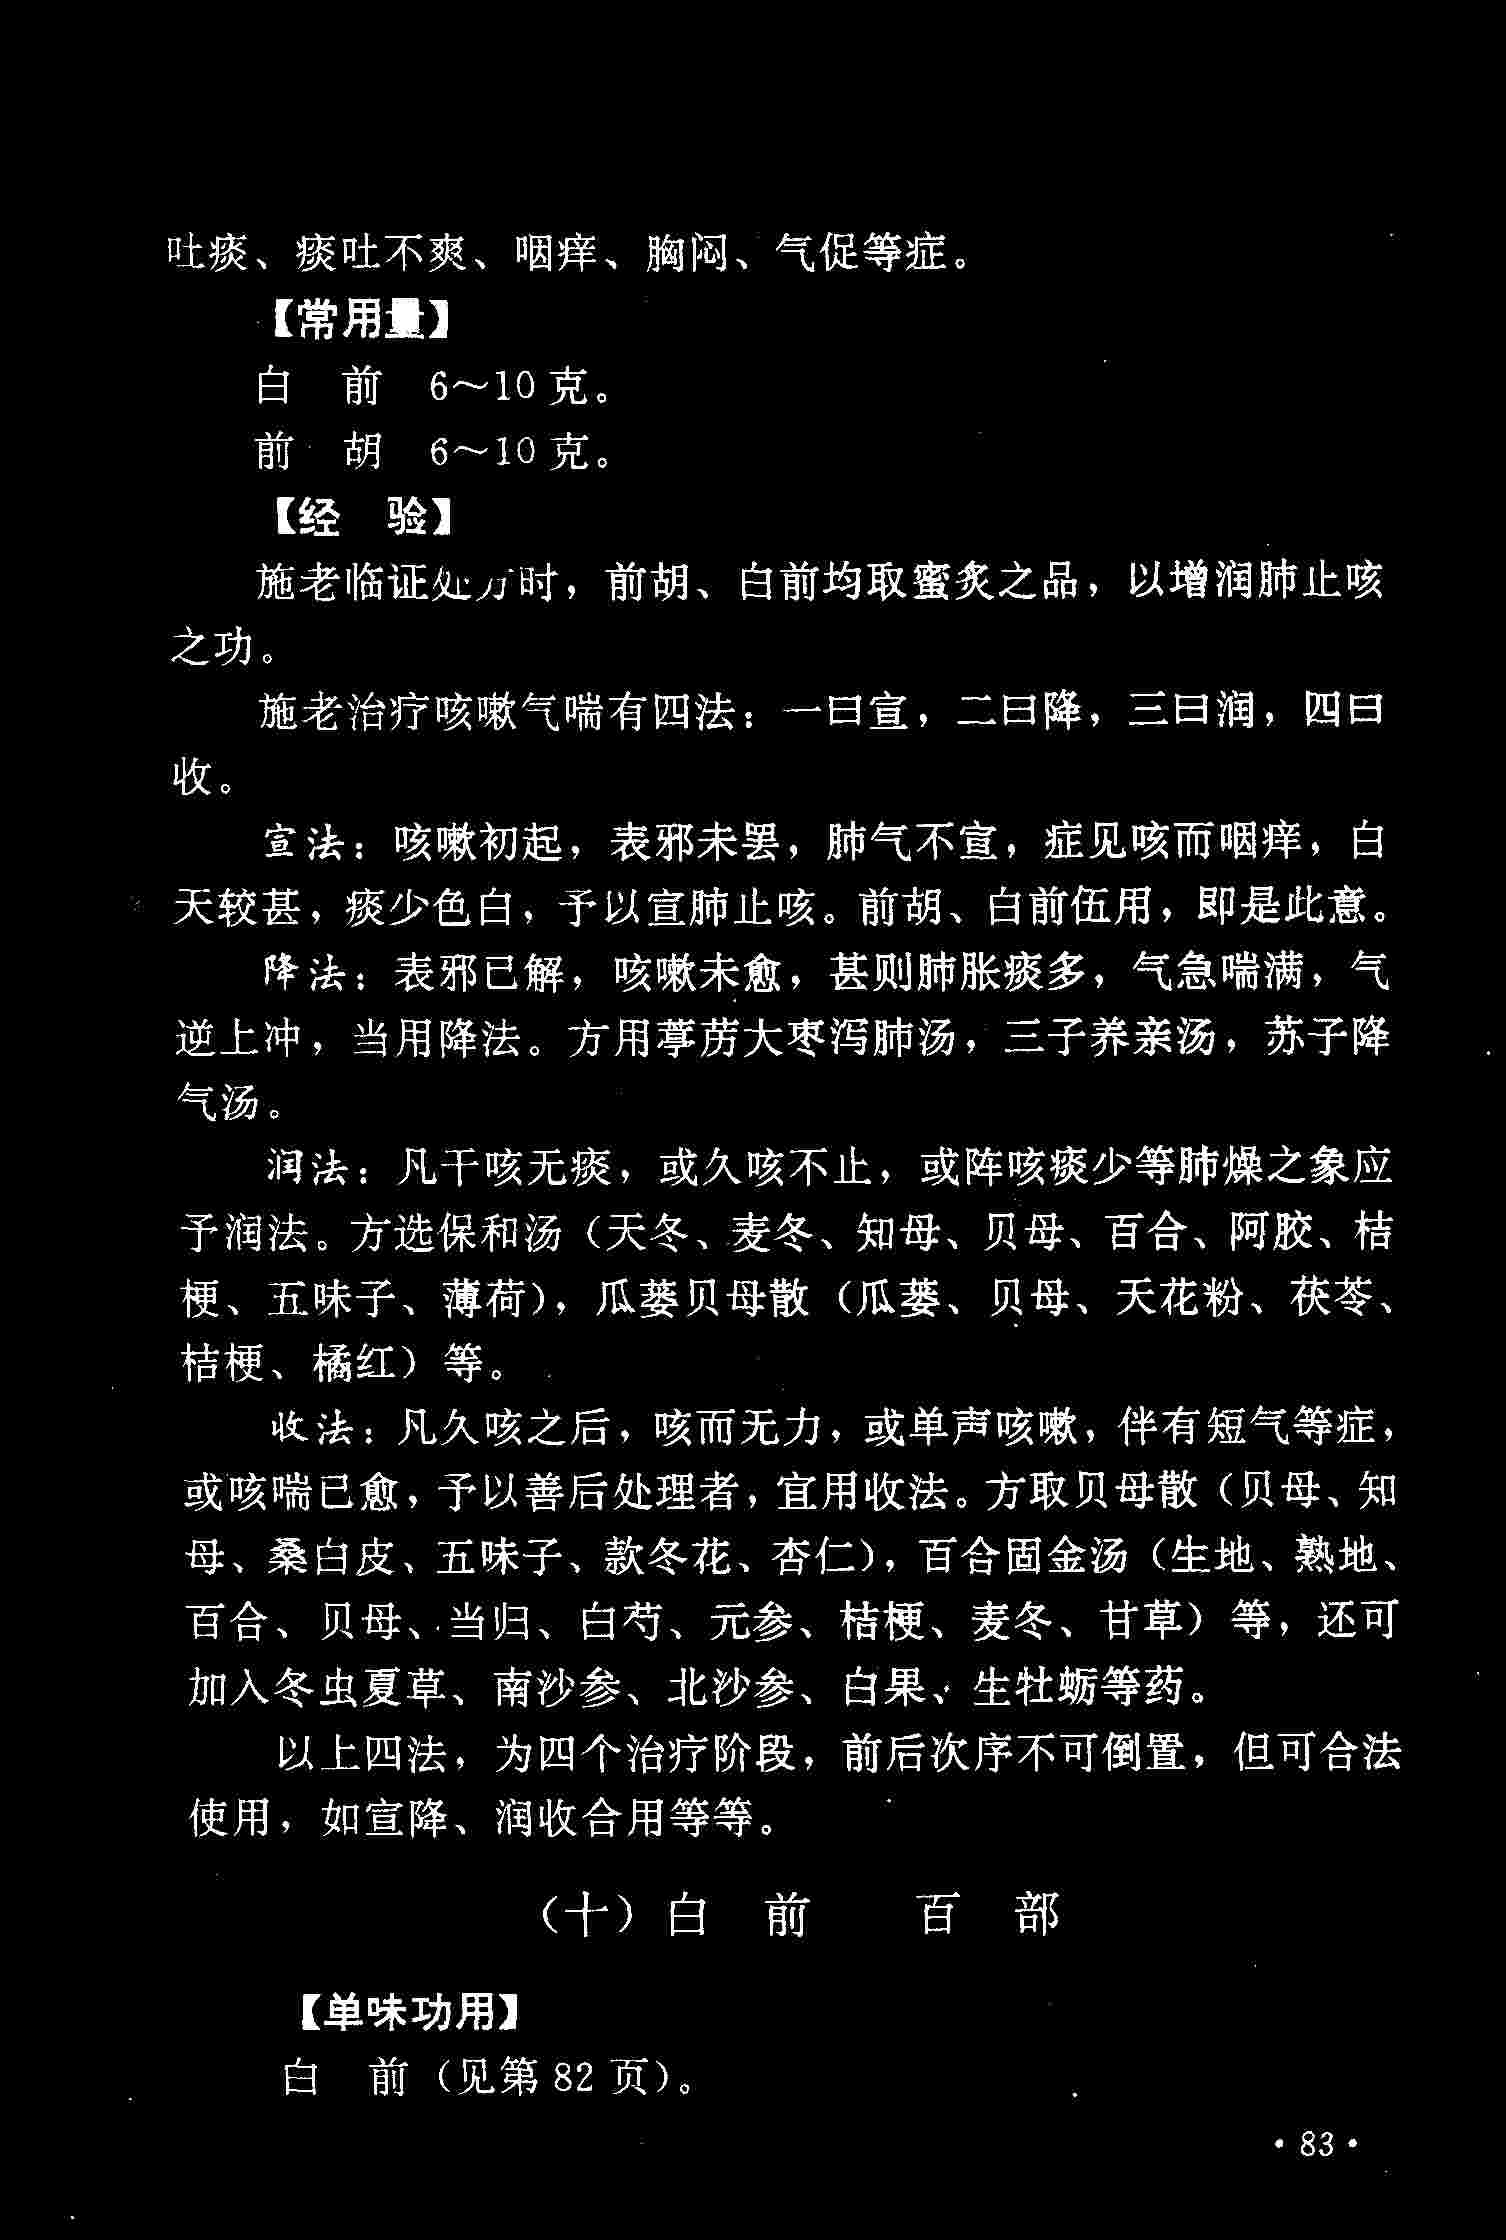 吐痰、痰吐不爽、咽痒、胸闷、气促等症。
【常用量】
白 前 6～10克。
前 胡 6～10克。
【经 验】
施老临证处方时，前胡、白前均取蜜炙之品，以增润肺止咳
之功。
施老治疗咳嗽气喘有四法：一曰宣，二曰降，三曰润，四曰
收。
宣法：咳嗽初起，表邪未罢，肺气不宣，症见咳而咽痒，白
天较甚，痰少色白，予以宣肺止咳。前胡、白前伍用，即是此意。
降法：表邪已解，咳嗽未愈，甚则肺胀痰多，气急喘满，气
逆上冲，当用降法。方用葶苈大枣泻肺汤，三子养亲汤，苏子降
气汤。
润法：凡干咳无痰，或久咳不止，或阵咳痰少等肺燥之象应
予润法。方选保和汤（天冬、麦冬、知母、贝母、百合、阿胶、桔
梗、五味子、薄荷），瓜蒌贝母散（瓜蒌、贝母、天花粉、茯苓、
桔梗、橘红）等。
收法：凡久咳之后，咳而无力，或单声咳嗽，伴有短气等症，
或咳喘已愈，予以善后处理者，宜用收法。方取贝母散（贝母、知
母、桑白皮、五味子、款冬花、杏仁），百合固金汤（生地、熟地、
百合、贝母、当归、白芍、元参、桔梗、麦冬、甘草）等，还可
加入冬虫夏草、南沙参、北沙参、白果、生牡蛎等药。
以上四法，为四个治疗阶段，前后次序不可倒置，但可合法
使用，如宣降、润收合用等等。
（十）白 前 百 部
【单味功用】
白 前（见第82页）。
·83·